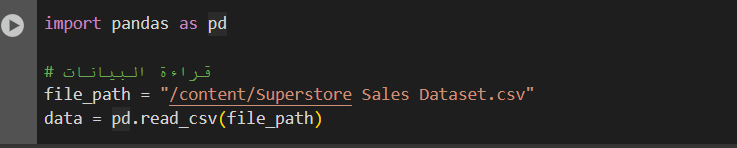 import pandas as pd
# قراءة البيانات
file_path = "/content/Superstore Sales Dataset.csv"
data = pd.read_csv(file_path)